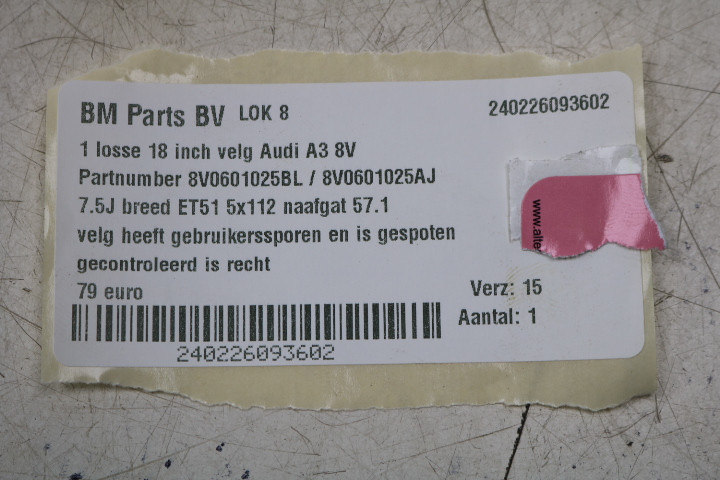 BM Parts BV LOK 8
240226093602
1 losse 18 inch velg Audi A3 8V
Partnumber 8V0601025BL / 8V0601025AJ
7.5J breed ET51 5x112 naafgat 57.1
velg heeft gebruikerssporen en is gespoten
gecontroleerd is recht
79 euro
Verz: 15
Aantal: 1
240226093602
www.alte